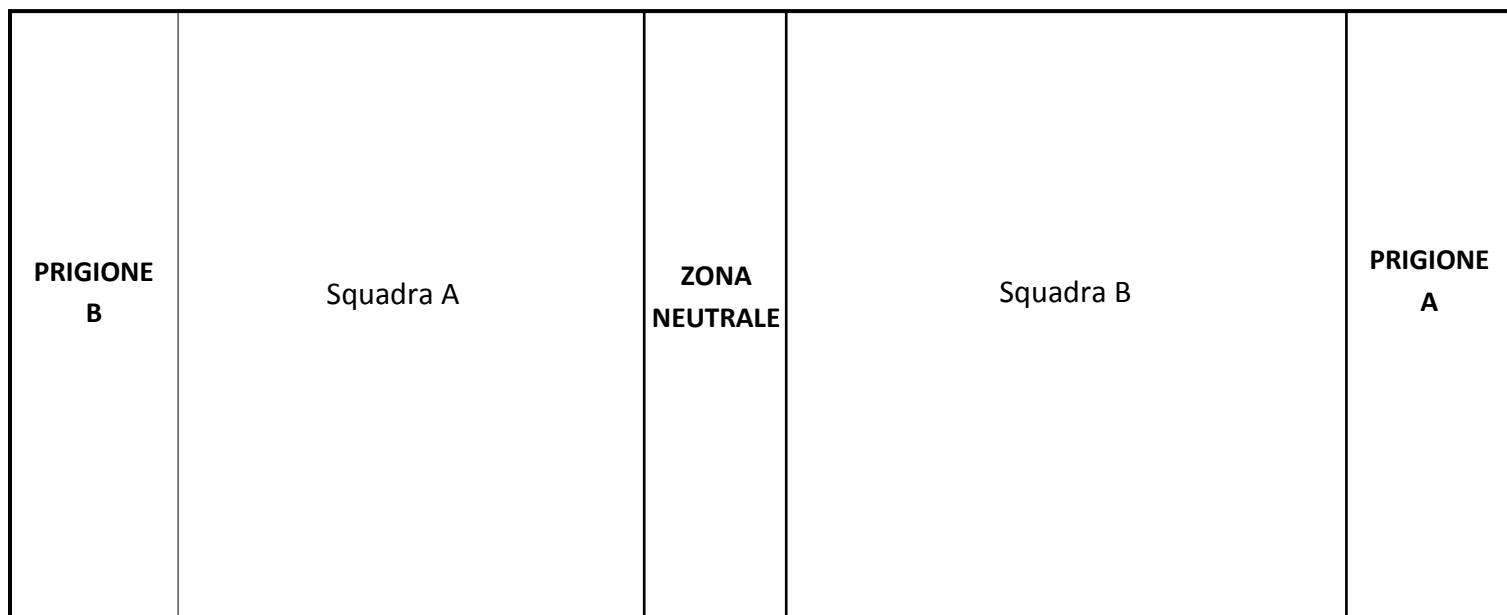 PRIGIONE
B
Squadra A
ZONA
NEUTRALE
Squadra B
PRIGIONE
A